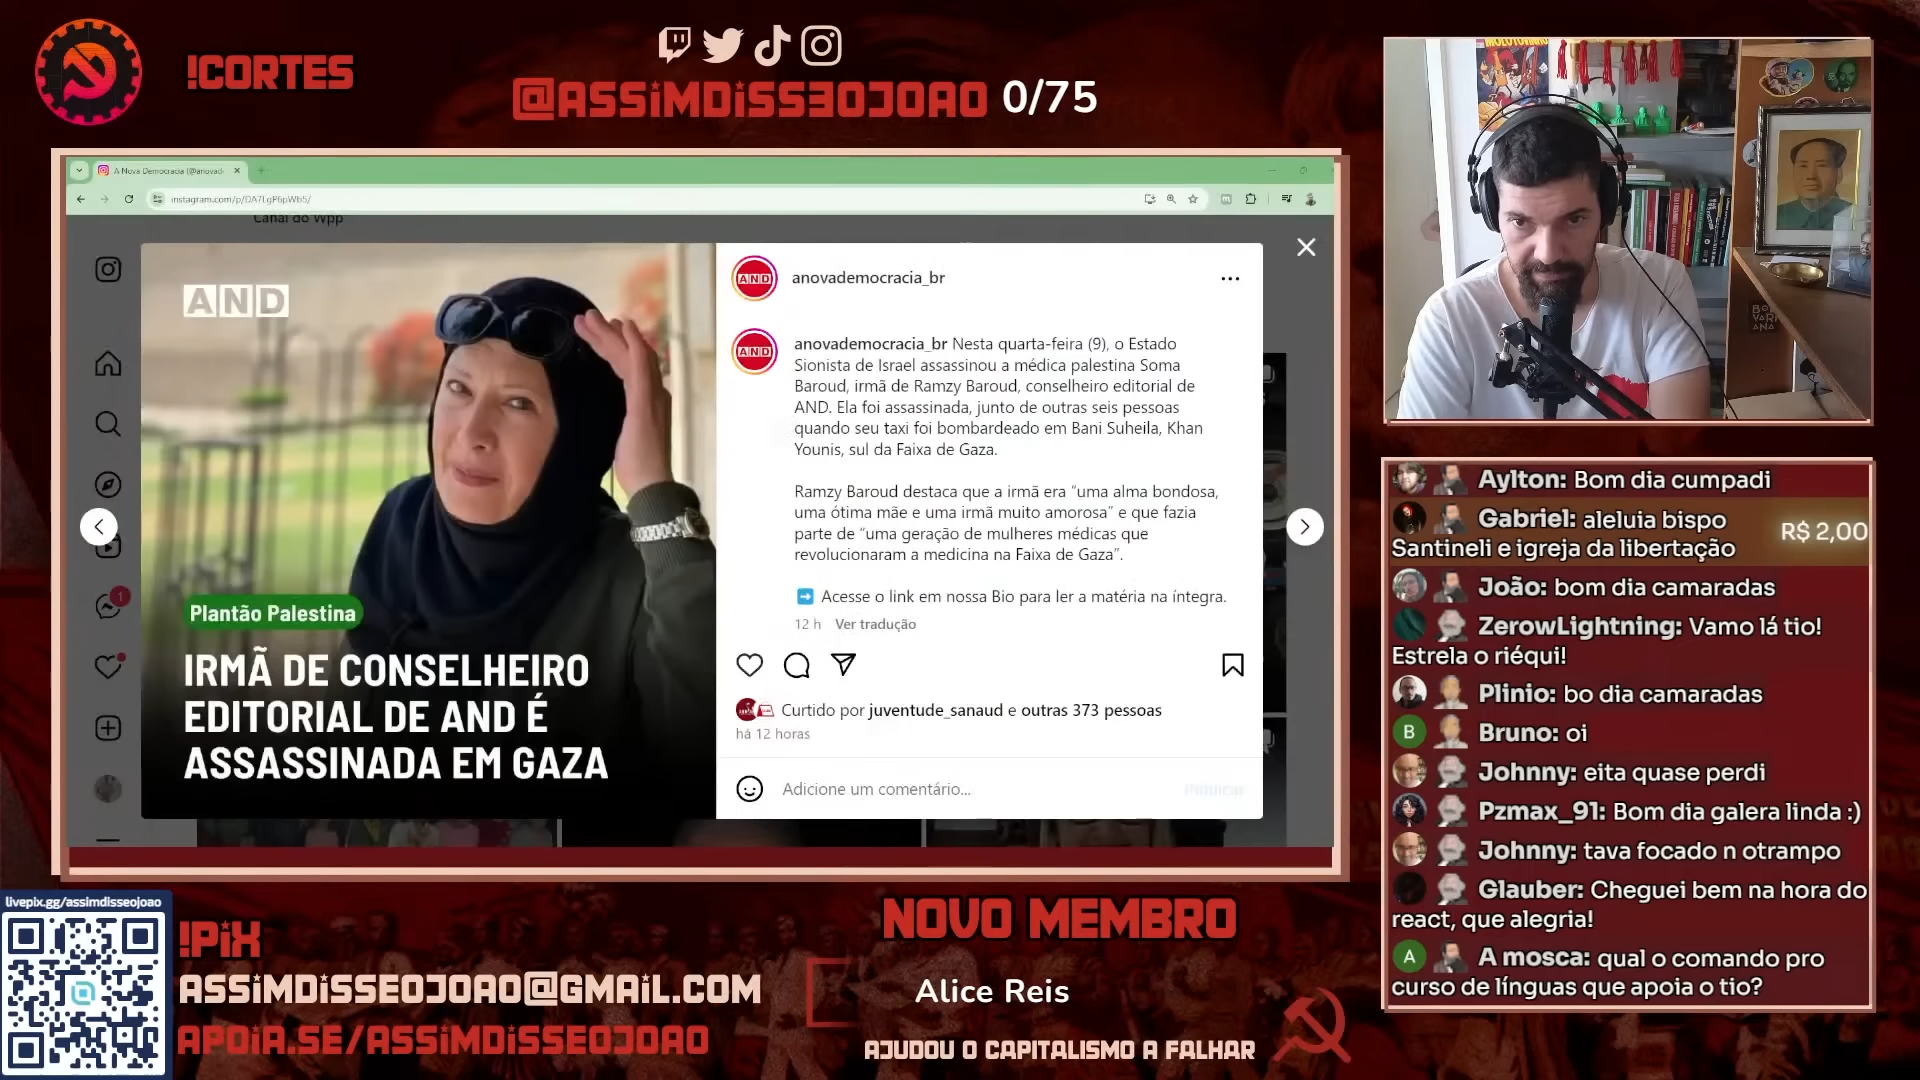 !CORTES
@ASSIMDISSEOJOAO 0/75
A Nova Democracia (@anovad
instagram.com/p/DA7LgP6pWb5/
Canal do Wpp
AND
Plantão Palestina
IRMÃ DE CONSELHEIRO
EDITORIAL DE AND É
ASSASSINADA EM GAZA
AND
anovademocracia_br
AND
anovademocracia_br Nesta quarta-feira (9), o Estado
Sionista de Israel assassinou a médica palestina Soma
Baroud, irmã de Ramzy Baroud, conselheiro editorial de
AND. Ela foi assassinada, junto de outras seis pessoas
quando seu taxi foi bombardeado em Bani Suheila, Khan
Younis, sul da Faixa de Gaza.
Ramzy Baroud destaca que a irmã era “uma alma bondosa,
uma ótima mãe e uma irmã muito amorosa” e que fazia
parte de “uma geração de mulheres médicas que
revolucionaram a medicina na Faixa de Gaza”.
Acesse o link em nossa Bio para ler a matéria na íntegra.
12 h Ver tradução
Curtido por juventude_sanaud e outras 373 pessoas
há 12 horas
Adicione um comentário...
Publicar
1
Aylton: Bom dia cumpadi
Gabriel: aleluia bispo
Santineli e igreja da libertação
R$ 2,00
João: bom dia camaradas
ZerowLightning: Vamo lá tio!
Estrela o riéqui!
Plinio: bo dia camaradas
B
Bruno: oi
Johnny: eita quase perdi
Pzmax_91: Bom dia galera linda :)
Johnny: tava focado n otrampo
Glauber: Cheguei bem na hora do
react, que alegria!
A
A mosca: qual o comando pro
curso de línguas que apoia o tio?
livepix.gg/assimdisseojoao
!PIX
ASSIMDISSEOJOAO@GMAIL.COM
APOIA.SE/ASSIMDISSEOJOAO
NOVO MEMBRO
Alice Reis
AJUDOU O CAPITALISMO A FALHAR